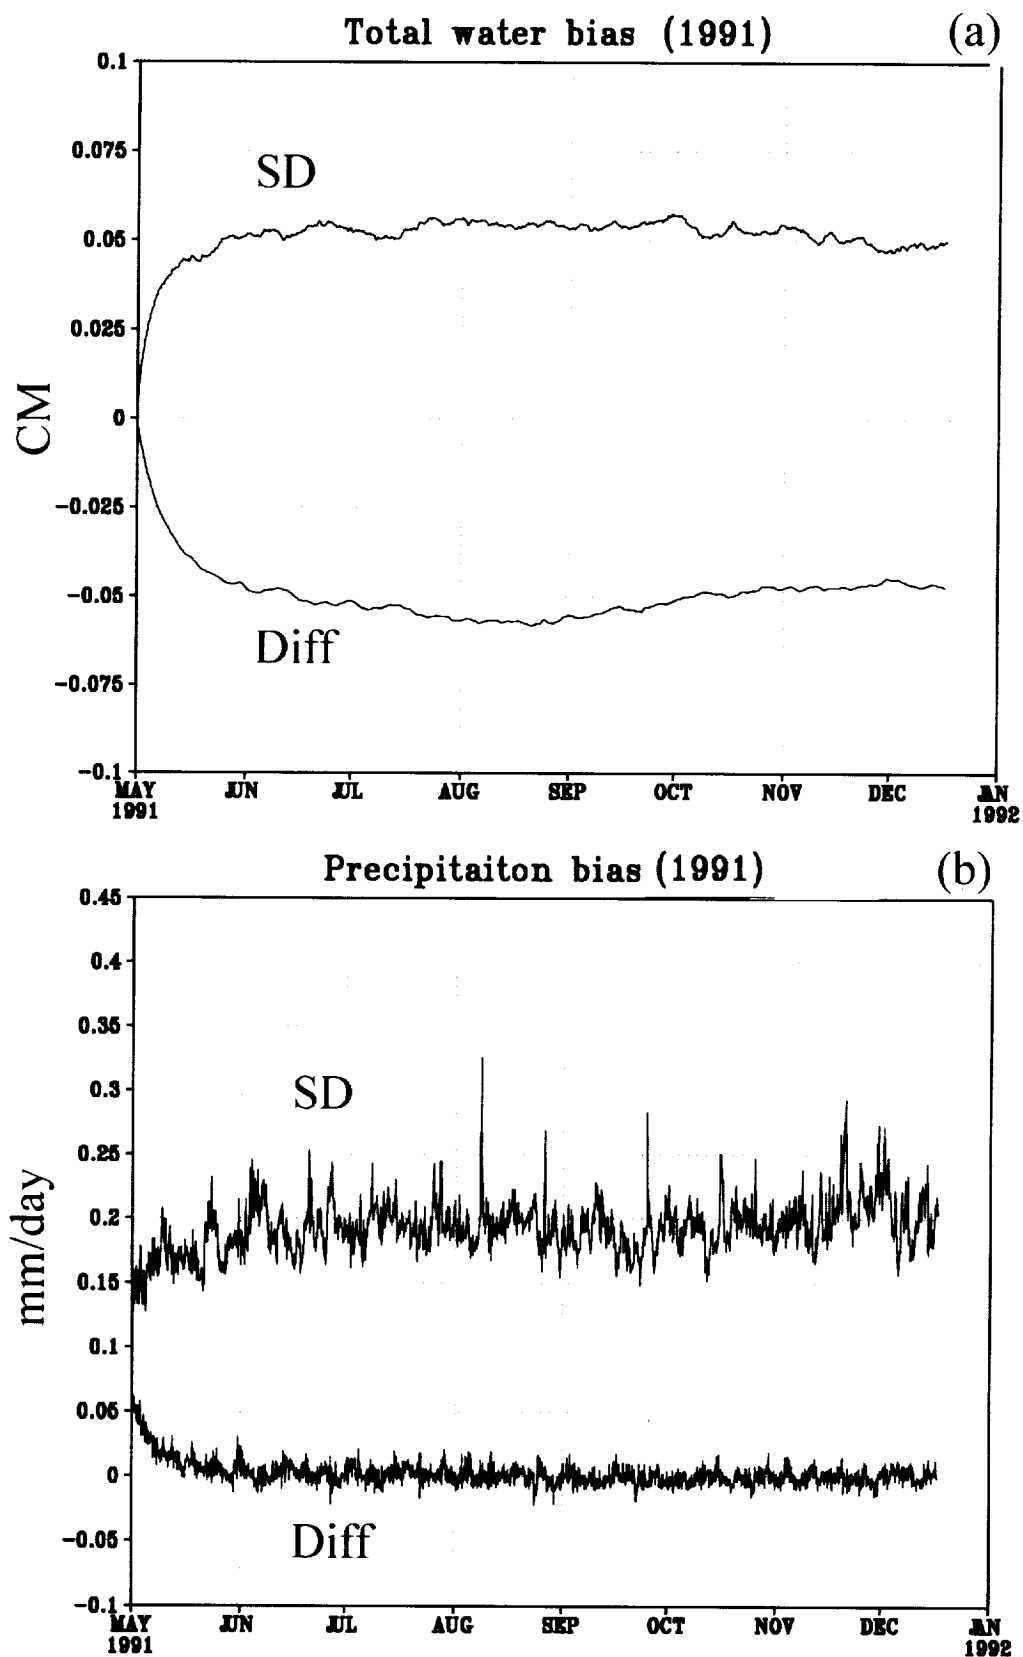 Total water bias (1991)
(a)
0.1
0.075
SD
0.05
0.025
CM
0
-0.025
-0.05
Diff
-0.075
-0.1
MAY JUN JUL AUG SEP OCT NOV DEC JAN
1991 1992
Precipitaiton bias (1991)
(b)
0.45
0.4
0.35
0.3
SD
0.25
mm/day
0.2
0.15
0.1
0.05
0
-0.05
Diff
-0.1
MAY JUN JUL AUG SEP OCT NOV DEC JAN
1991 1992